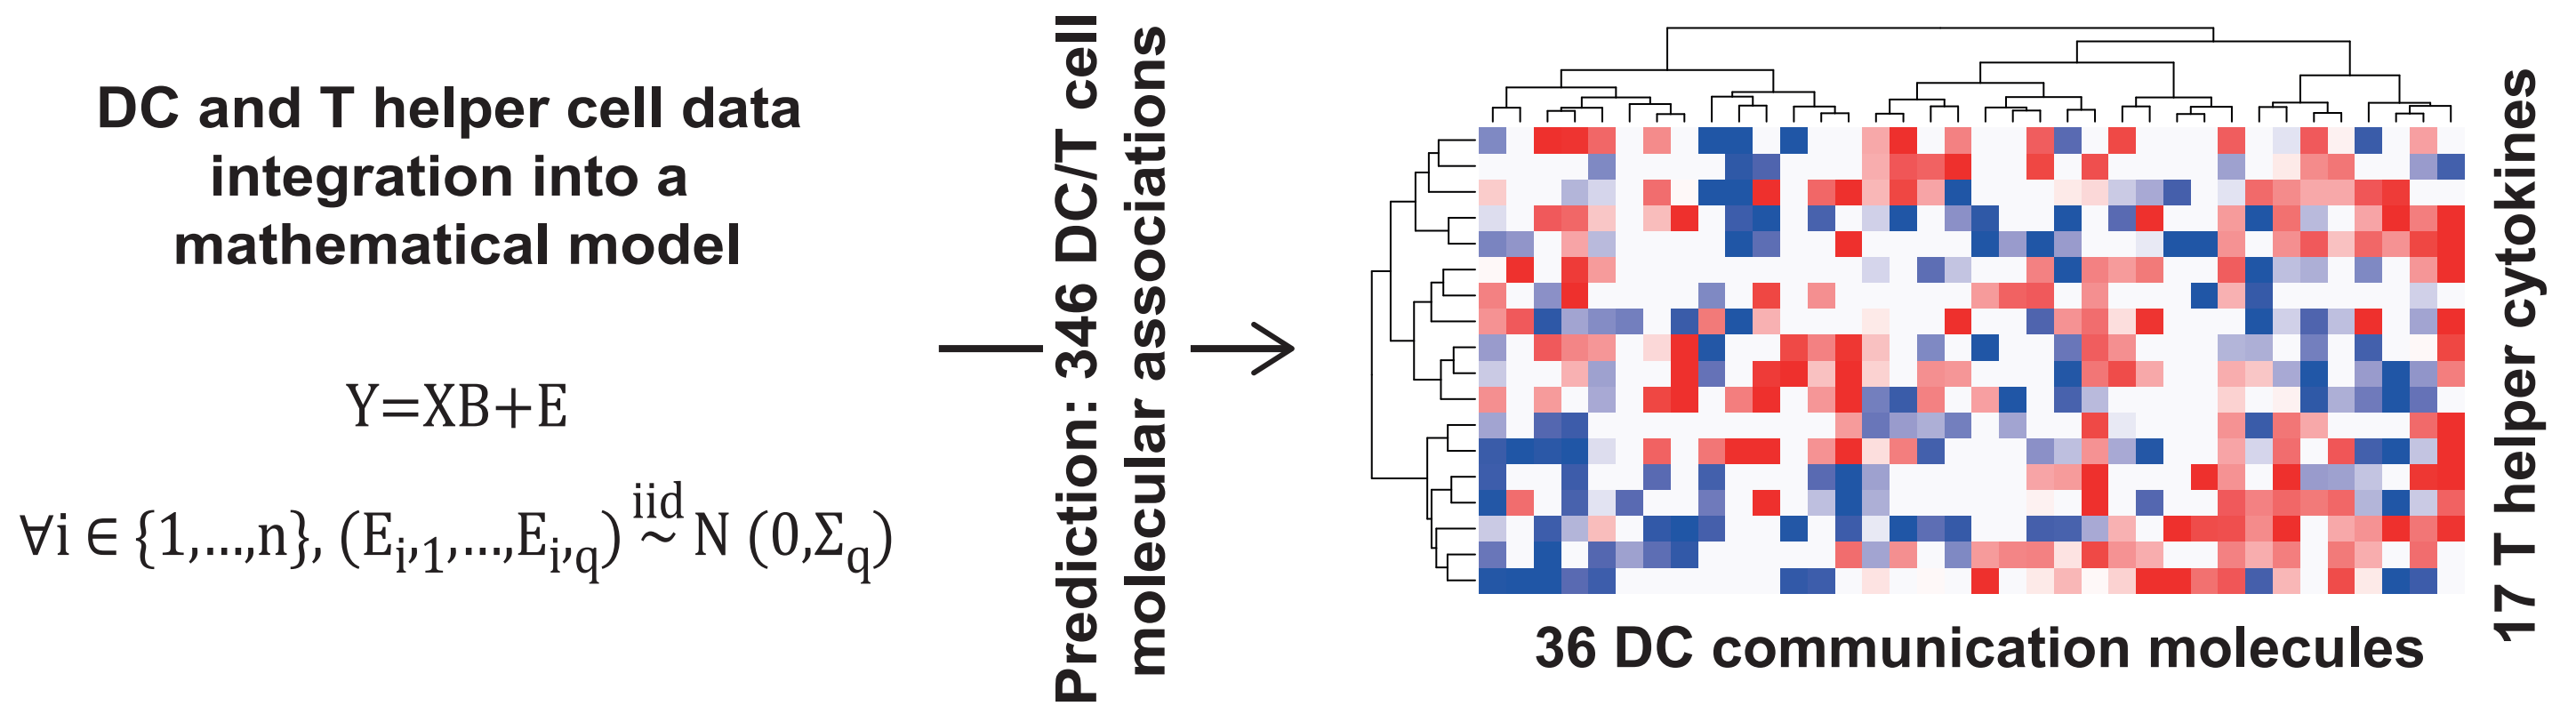 DC and T helper cell data
integration into a
mathematical model
Y=XB+E
∀i ∈ {1,...,n}, (Ei,1,...,Ei,q) iid ~ N (0,Σq)
Prediction: 346 DC/T cell
molecular associations
36 DC communication molecules
17 T helper cytokines